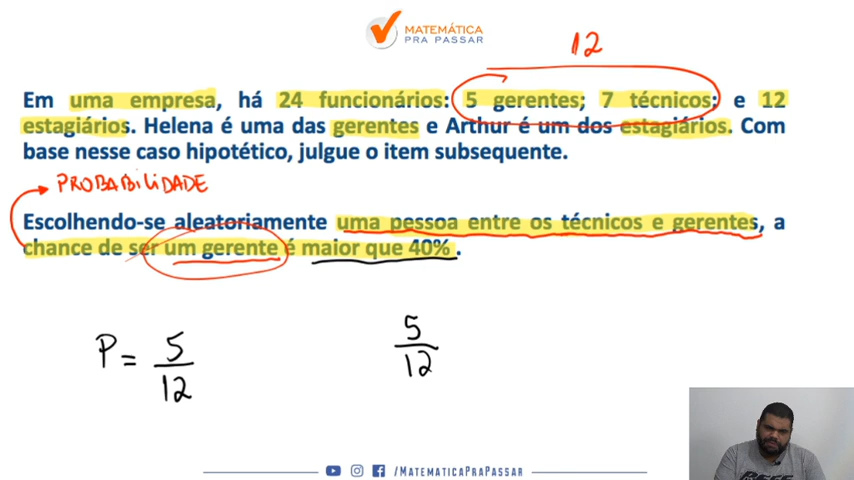 MATEMÁTICA
PRA PASSAR
12
Em uma empresa, há 24 funcionários: 5 gerentes; 7 técnicos; e 12
estagiários. Helena é uma das gerentes e Arthur é um dos estagiários. Com
base nesse caso hipotético, julgue o item subsequente.
PROBABILIDADE
Escolhendo-se aleatoriamente uma pessoa entre os técnicos e gerentes, a
chance de ser um gerente é maior que 40%.
P = 5/12
5/12
/MATEMATICAPRAPASSAR